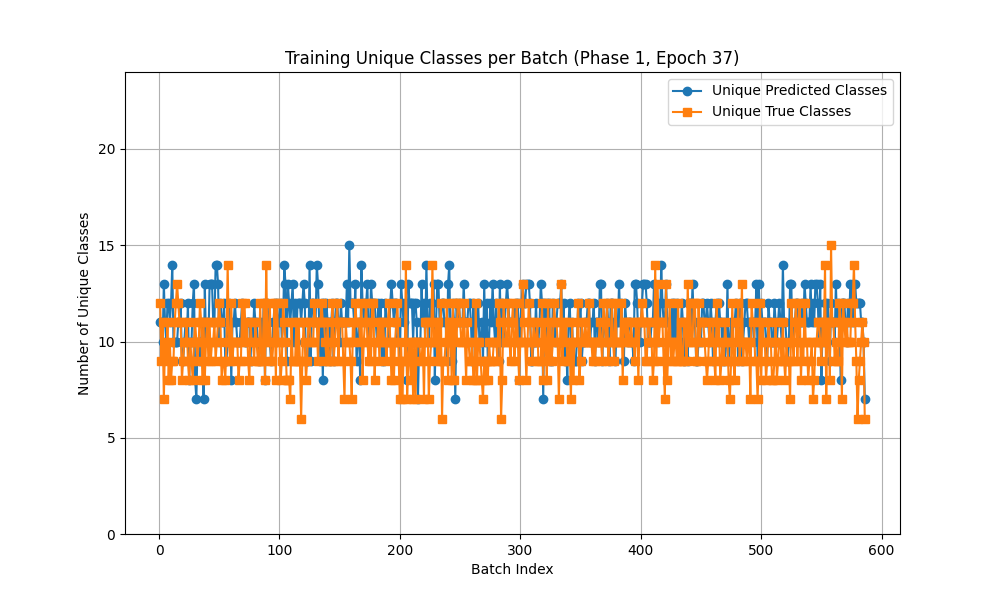 Training Unique Classes per Batch (Phase 1, Epoch 37)
Unique Predicted Classes
Unique True Classes
Number of Unique Classes
20
15
10
5
0
0 100 200 300 400 500 600
Batch Index